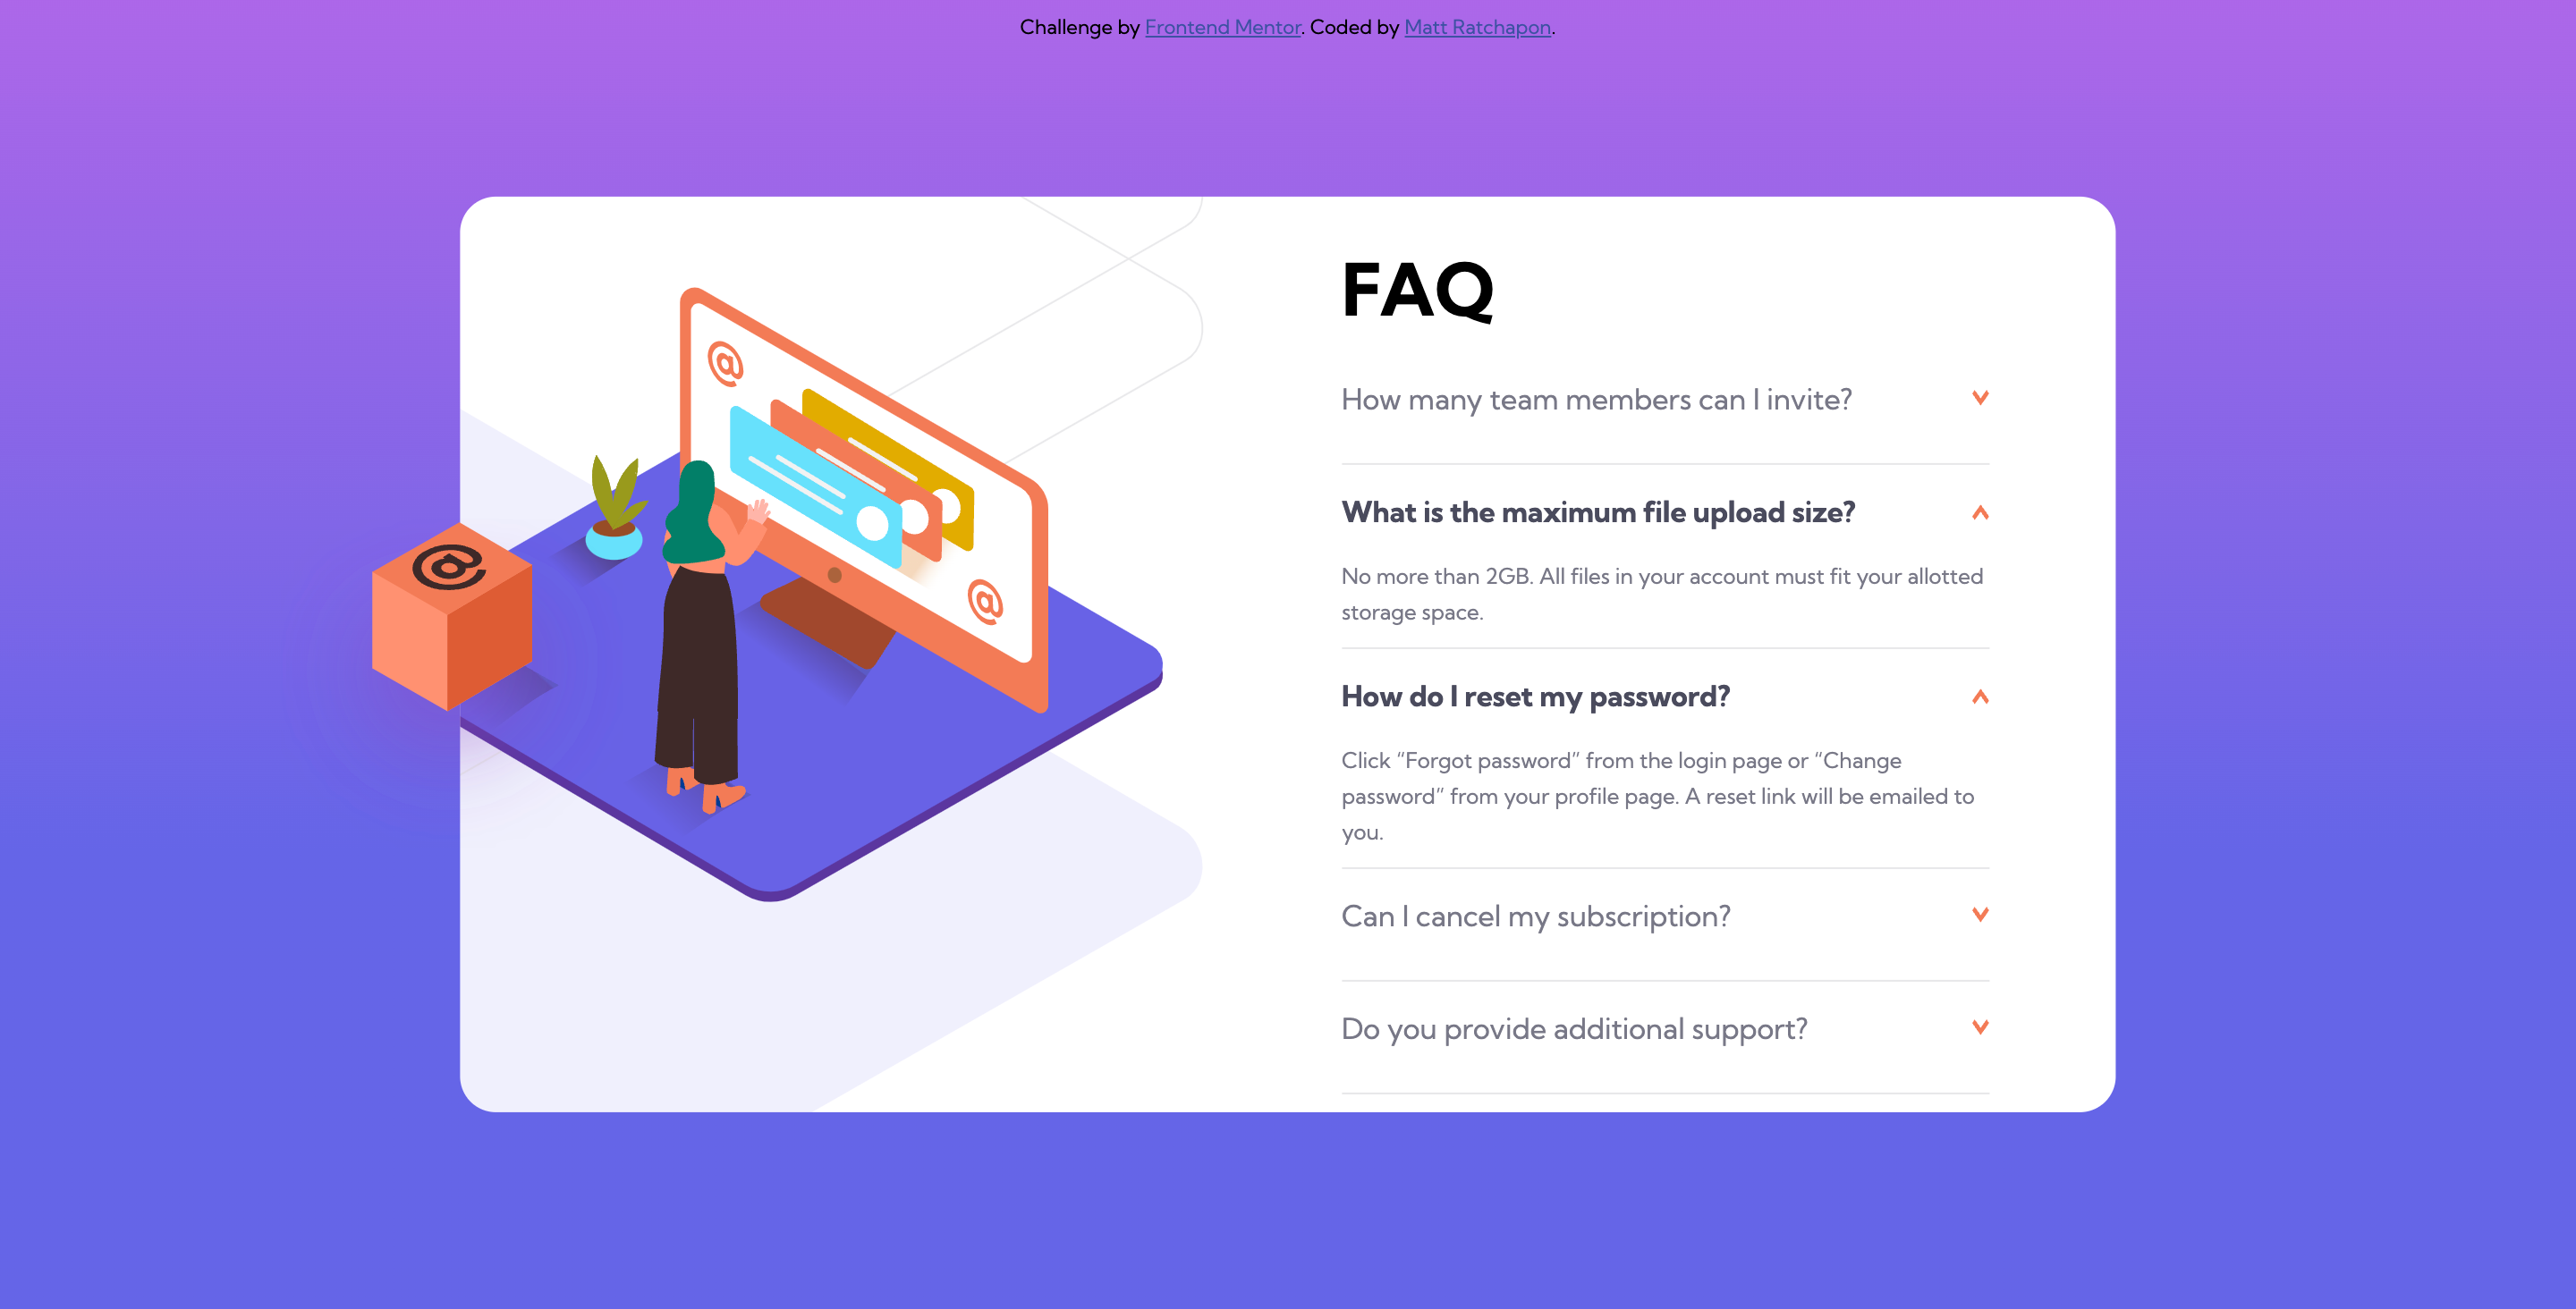 Challenge by Frontend Mentor. Coded by Matt Ratchapon.
FAQ
How many team members can I invite?
What is the maximum file upload size?
No more than 2GB. All files in your account must fit your allotted
storage space.
How do I reset my password?
Click “Forgot password” from the login page or “Change
password” from your profile page. A reset link will be emailed to
you.
Can I cancel my subscription?
Do you provide additional support?
@
@
@